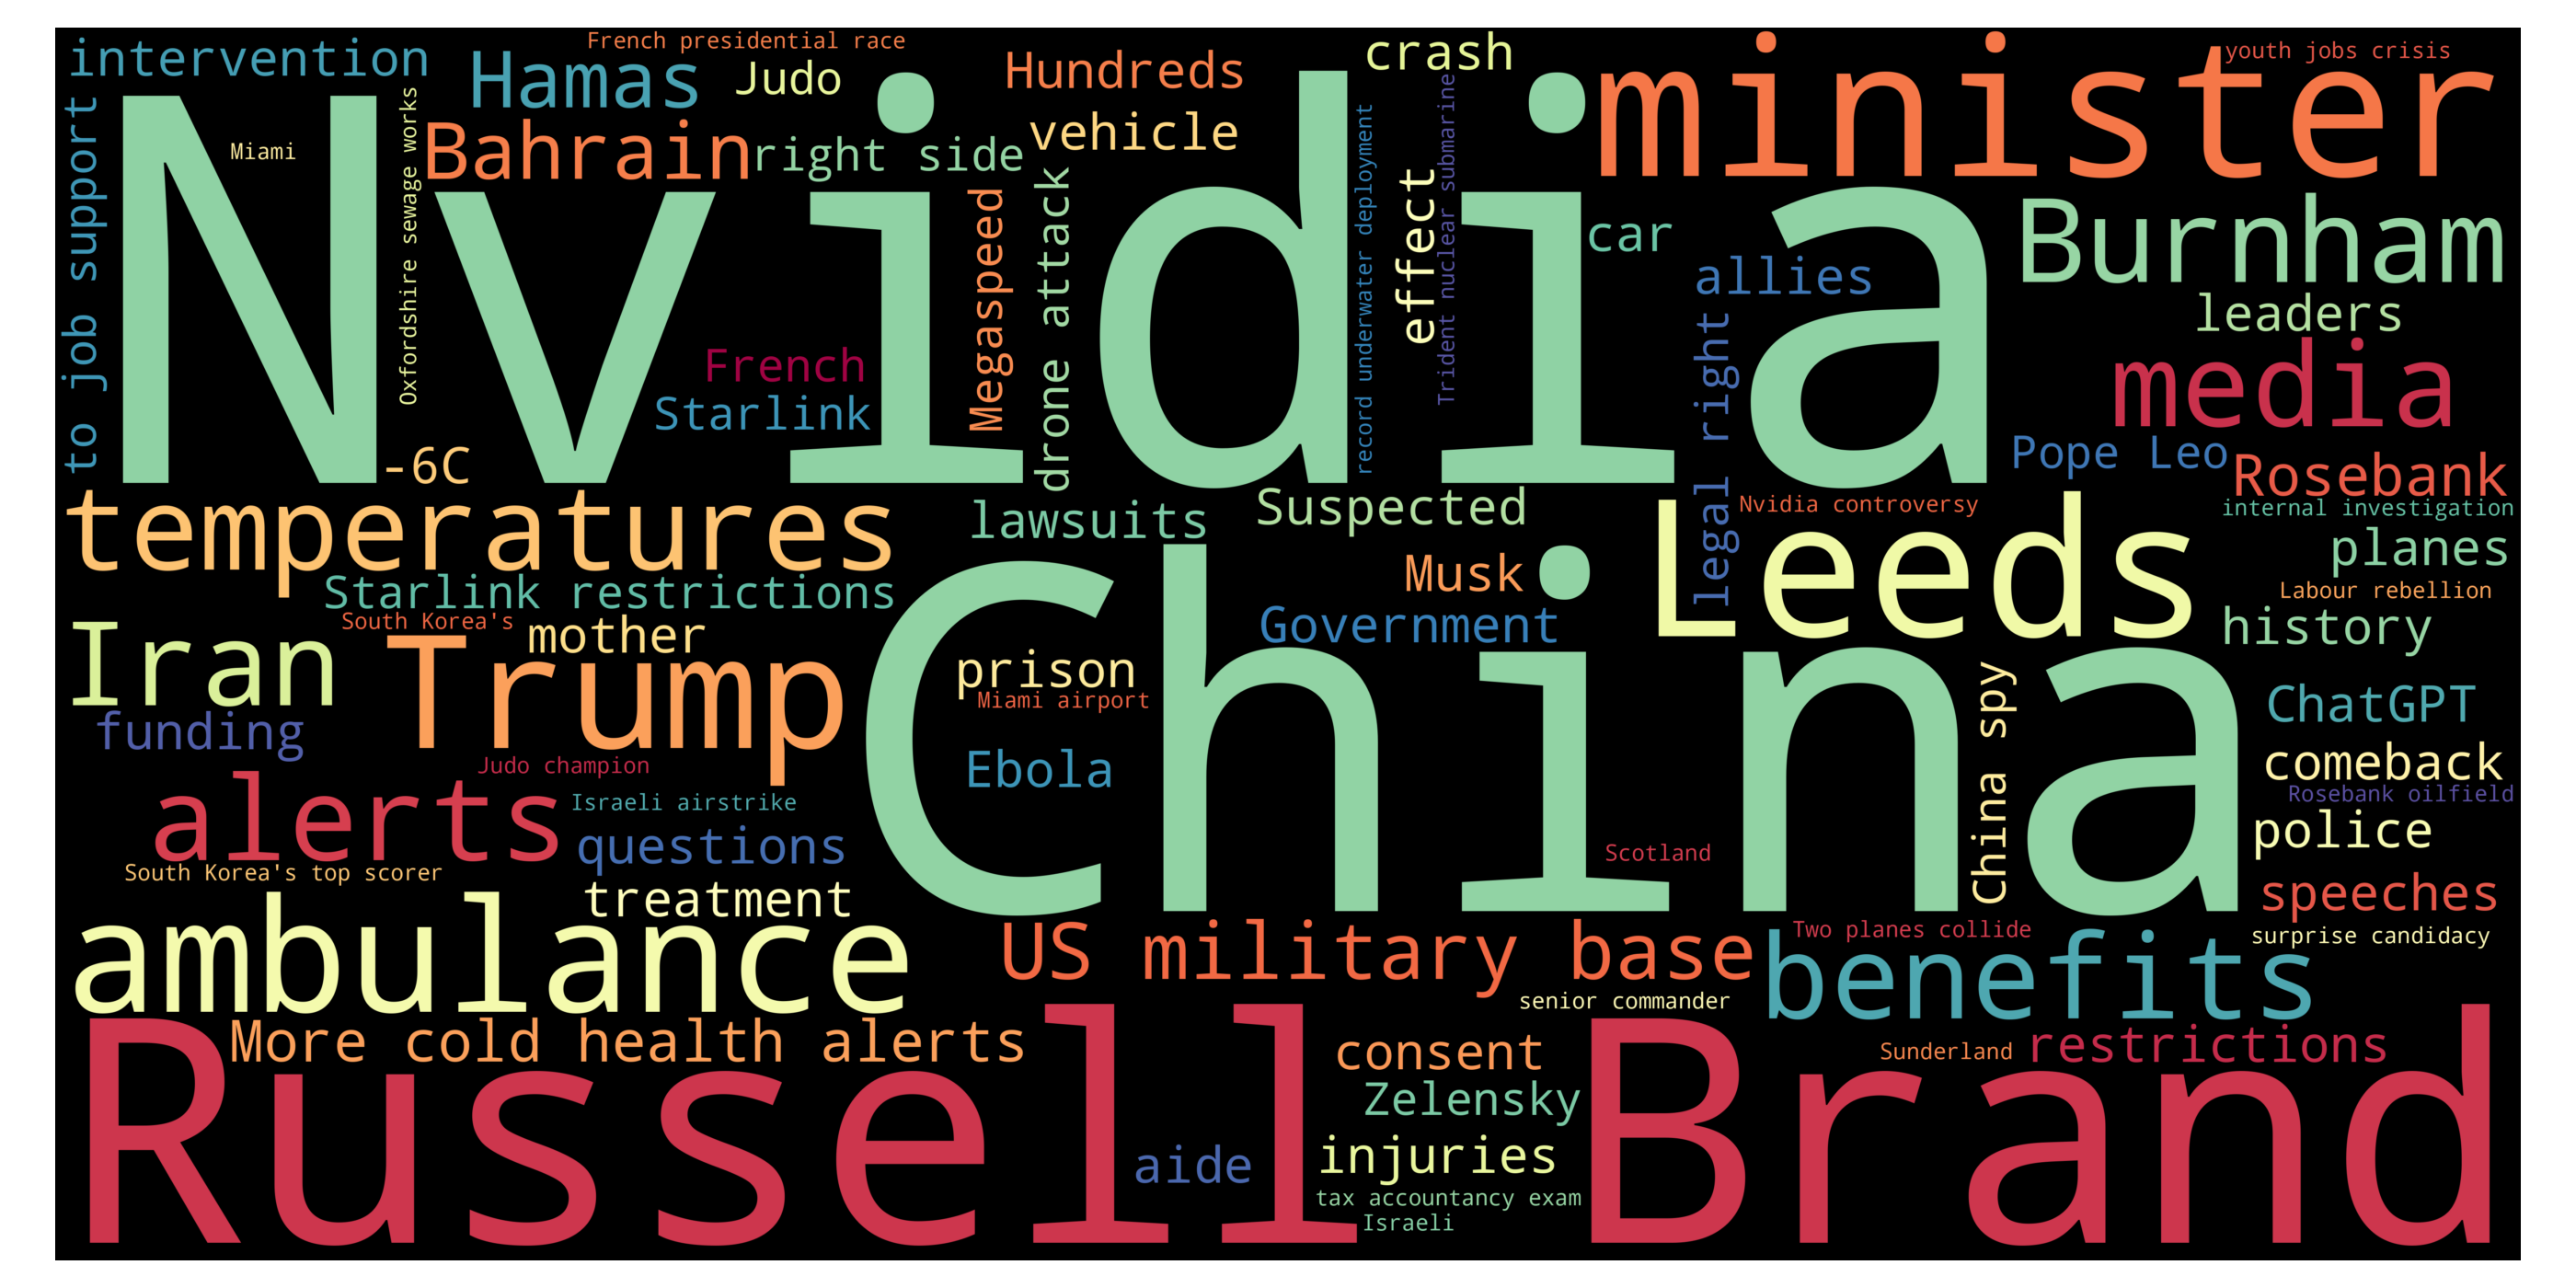 intervention
French presidential race
Hamas
Judo
Hundreds
crash
minister
youth jobs crisis
Nvidia
to job support
Miami
Oxfordshire sewage works
Bahrain
right side
vehicle
drone attack
Megaspeed
record underwater deployment
effect
Trident nuclear submarine
car
allies
Burnham
leaders
French
Starlink
legal right
media
-6C
Pope Leo
Rosebank
temperatures
lawsuits
Suspected
Nvidia controversy
Leeds
internal investigation
planes
Starlink restrictions
Musk
Labour rebellion
South Korea's
mother
Government
history
Iran
Trump
China
prison
Miami airport
China spy
ChatGPT
funding
Ebola
comeback
Judo champion
Rosebank oilfield
alerts
Israeli airstrike
questions
police
Scotland
South Korea's top scorer
treatment
speeches
ambulance
US military base
Two planes collide
surprise candidacy
benefits
senior commander
Russell Brand
More cold health alerts
consent
Sunderland
restrictions
Zelensky
aide
injuries
tax accountancy exam
Israeli